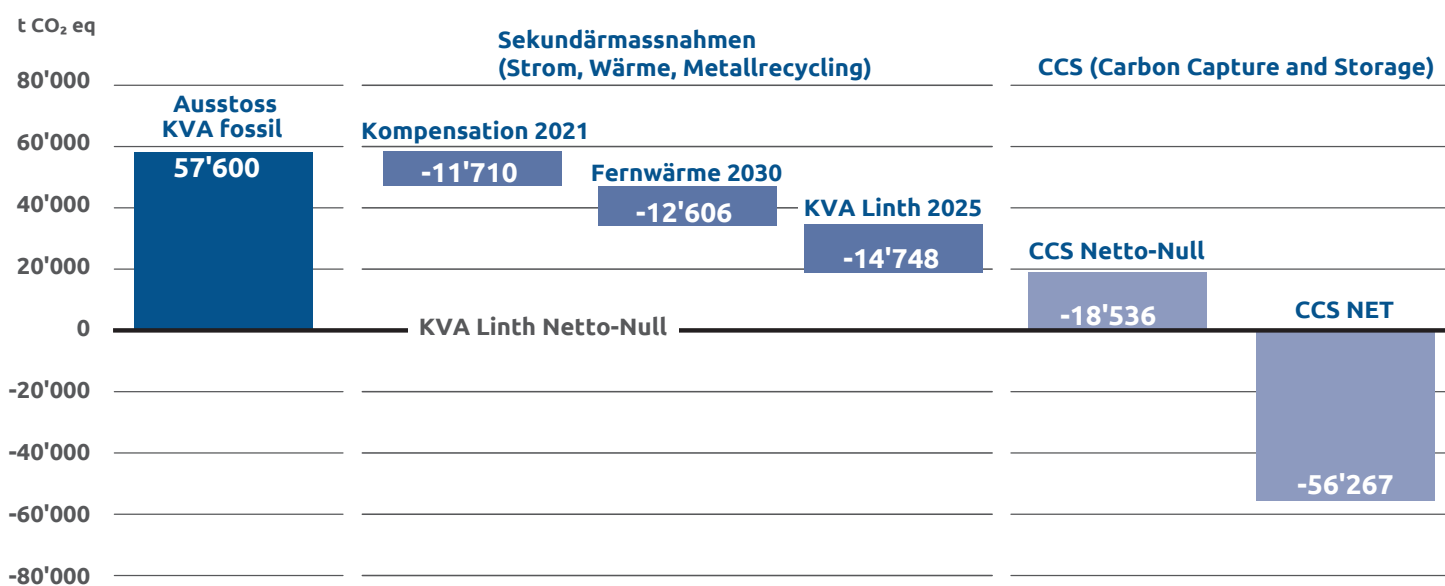 t CO₂ eq
Sekundärmassnahmen
(Strom, Wärme, Metallrecycling)
CCS (Carbon Capture and Storage)
80'000
Ausstoss
KVA fossil
60'000
Kompensation 2021
57'600
-11'710
Fernwärme 2030
40'000
-12'606
KVA Linth 2025
-14'748
CCS Netto-Null
20'000
-18'536
CCS NET
0
KVA Linth Netto-Null
-20'000
-40'000
-56'267
-60'000
-80'000